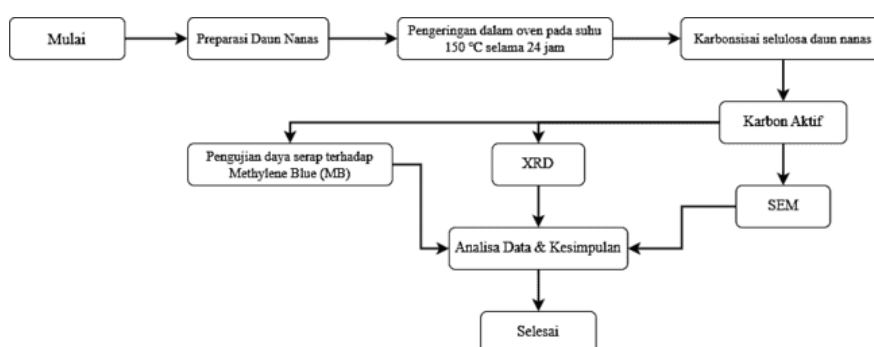 Mulai
Preparasi Daun Nanas
Pengeringan dalam oven pada suhu
150 °C selama 24 jam
Karbonsisai selulosa daun nanas
Karbon Aktif
Pengujian daya serap terhadap
Methylene Blue (MB)
XRD
SEM
Analisa Data & Kesimpulan
Selesai